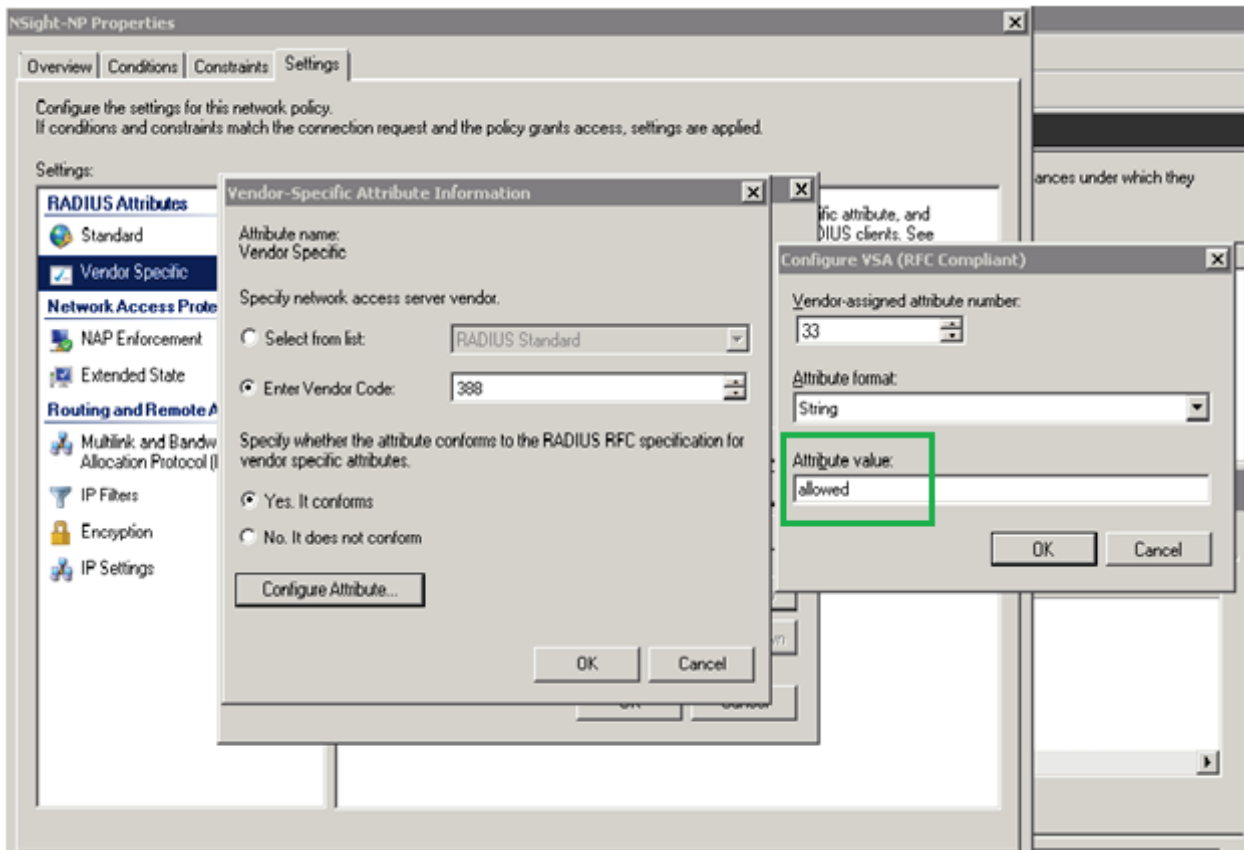 NSight-NP Properties
Overview
Conditions
Constraints
Settings
Configure the settings for this network policy.
If conditions and constraints match the connection request and the policy grants access, settings are applied.
Settings:
RADIUS Attributes
Standard
Vendor Specific
Network Access Prote
NAP Enforcement
Extended State
Routing and Remote A
Multilink and Bandw
Allocation Protocol (
IP Filters
Encryption
IP Settings
Vendor-Specific Attribute Information
Attribute name:
Vendor Specific
Specify network access server vendor.
Select from list:
RADIUS Standard
Enter Vendor Code:
388
Specify whether the attribute conforms to the RADIUS RFC specification for
vendor specific attributes.
Yes. It conforms
No. It does not conform
Configure Attribute...
OK
Cancel
ific attribute, and
DIUS clients. See
ances under which they
Configure VSA (RFC Compliant)
Vendor-assigned attribute number:
33
Attribute format:
String
Attribute value:
allowed
OK
Cancel